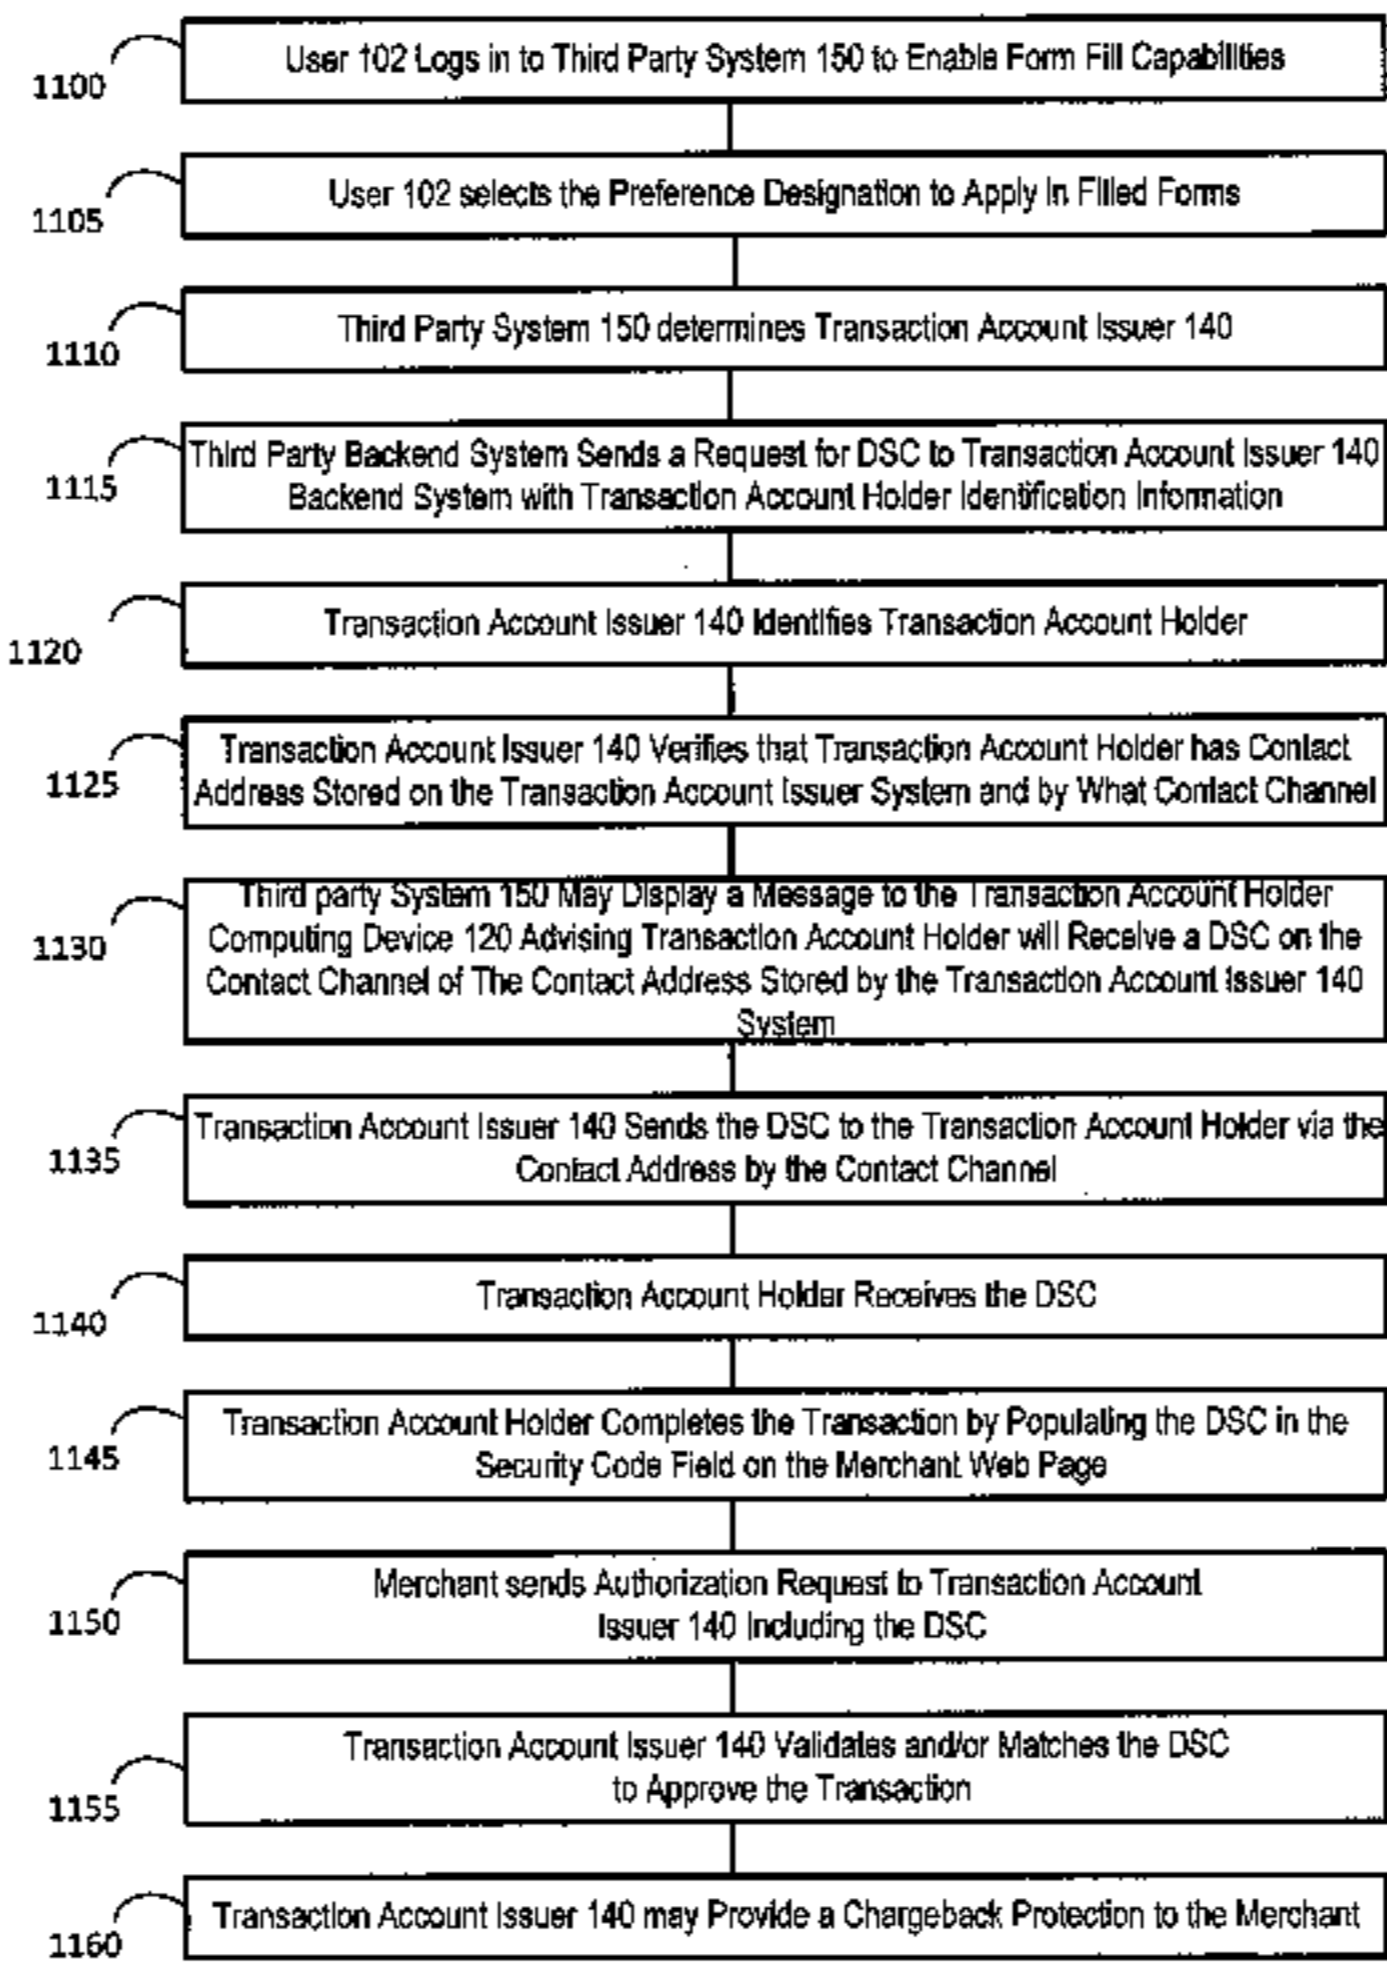 1100
User 102 Logs in to Third Party System 150 to Enable Form Fill Capabilities
1105
User 102 selects the Preference Designation to Apply in Filled Forms
1110
Third Party System 150 determines Transaction Account Issuer 140
1115
Third Party Backend System Sends a Request for DSC to Transaction Account Issuer 140
Backend System with Transaction Account Holder Identification Information
1120
Transaction Account Issuer 140 Identifies Transaction Account Holder
1125
Transaction Account Issuer 140 Verifies that Transaction Account Holder has Contact
Address Stored on the Transaction Account Issuer System and by What Contact Channel
1130
Third party System 150 May Display a Message to the Transaction Account Holder
Computing Device 120 Advising Transaction Account Holder will Receive a DSC on the
Contact Channel of The Contact Address Stored by the Transaction Account Issuer 140
System
1135
Transaction Account Issuer 140 Sends the DSC to the Transaction Account Holder via the
Contact Address by the Contact Channel
1140
Transaction Account Holder Receives the DSC
1145
Transaction Account Holder Completes the Transaction by Populating the DSC in the
Security Code Field on the Merchant Web Page
1150
Merchant sends Authorization Request to Transaction Account
Issuer 140 Including the DSC
1155
Transaction Account Issuer 140 Validates and/or Matches the DSC
to Approve the Transaction
1160
Transaction Account Issuer 140 may Provide a Chargeback Protection to the Merchant